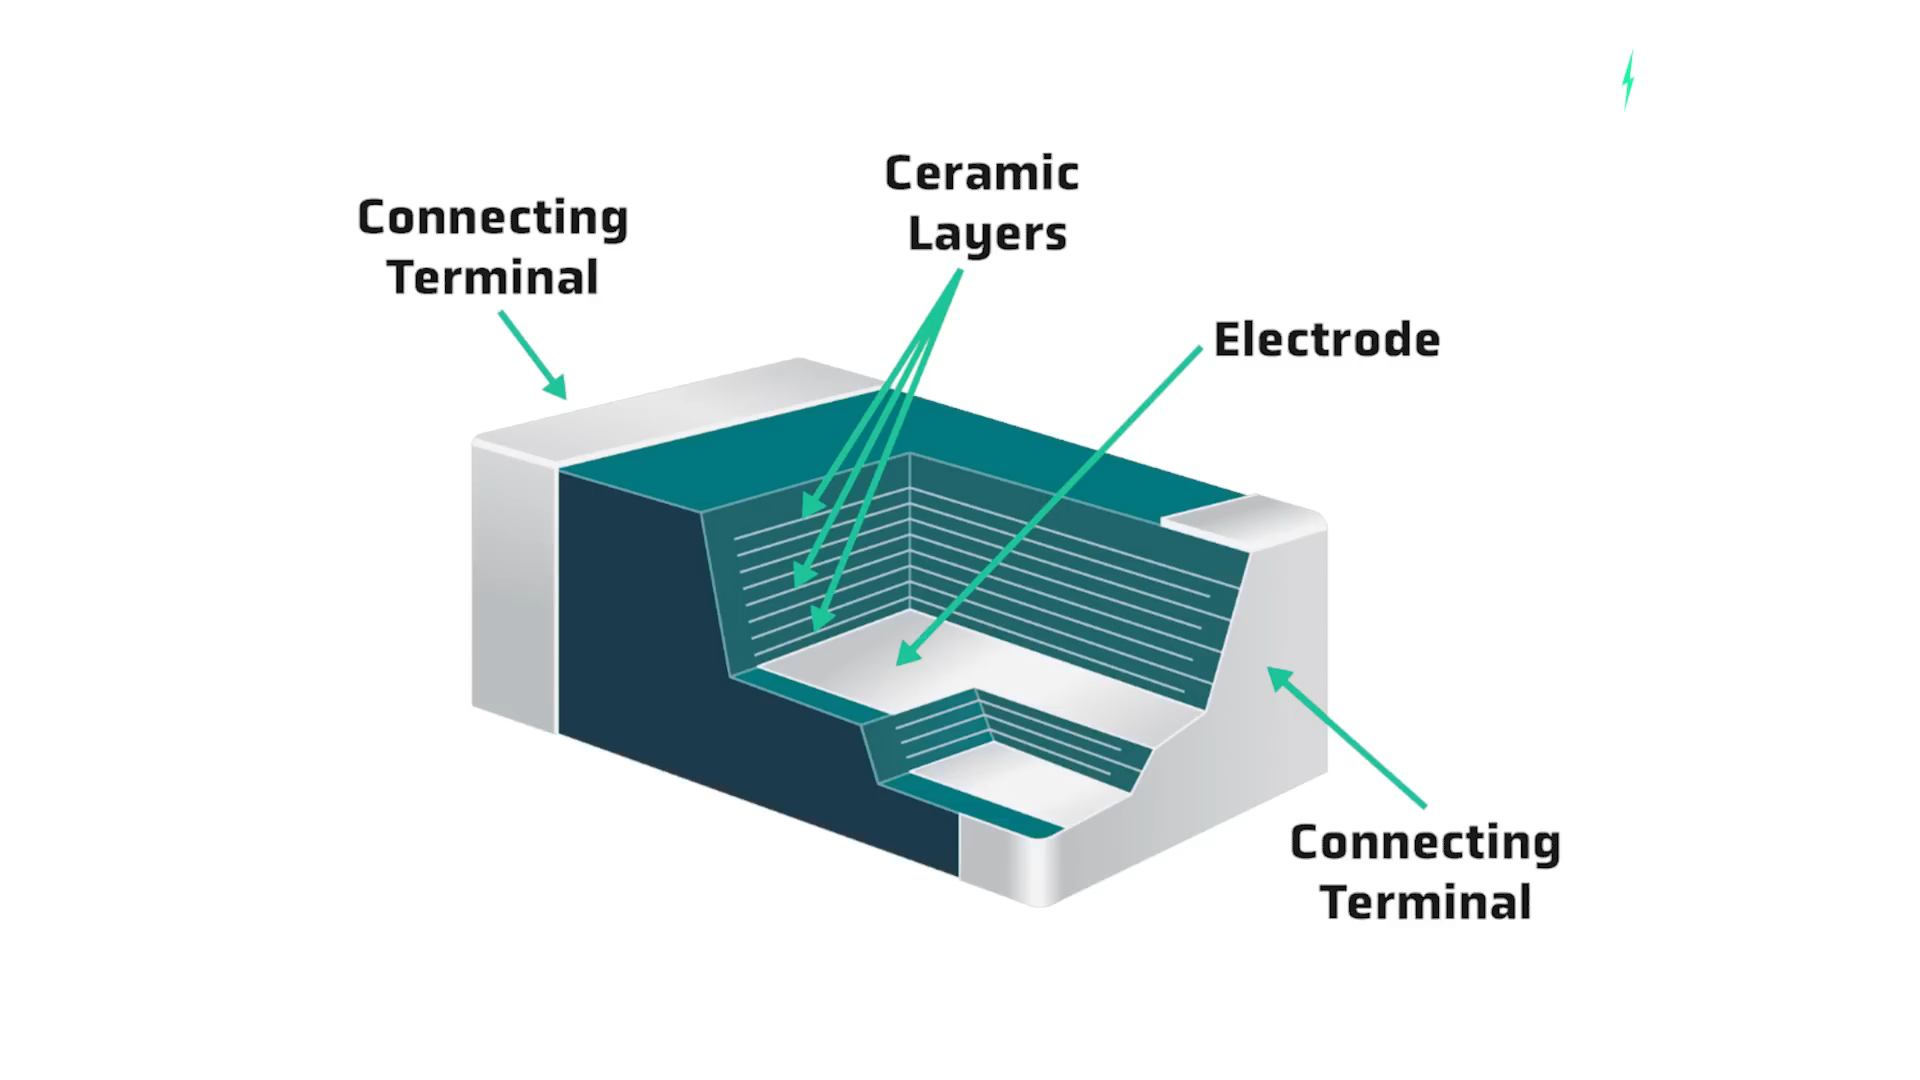 Connecting
Terminal
Ceramic
Layers
Electrode
Connecting
Terminal